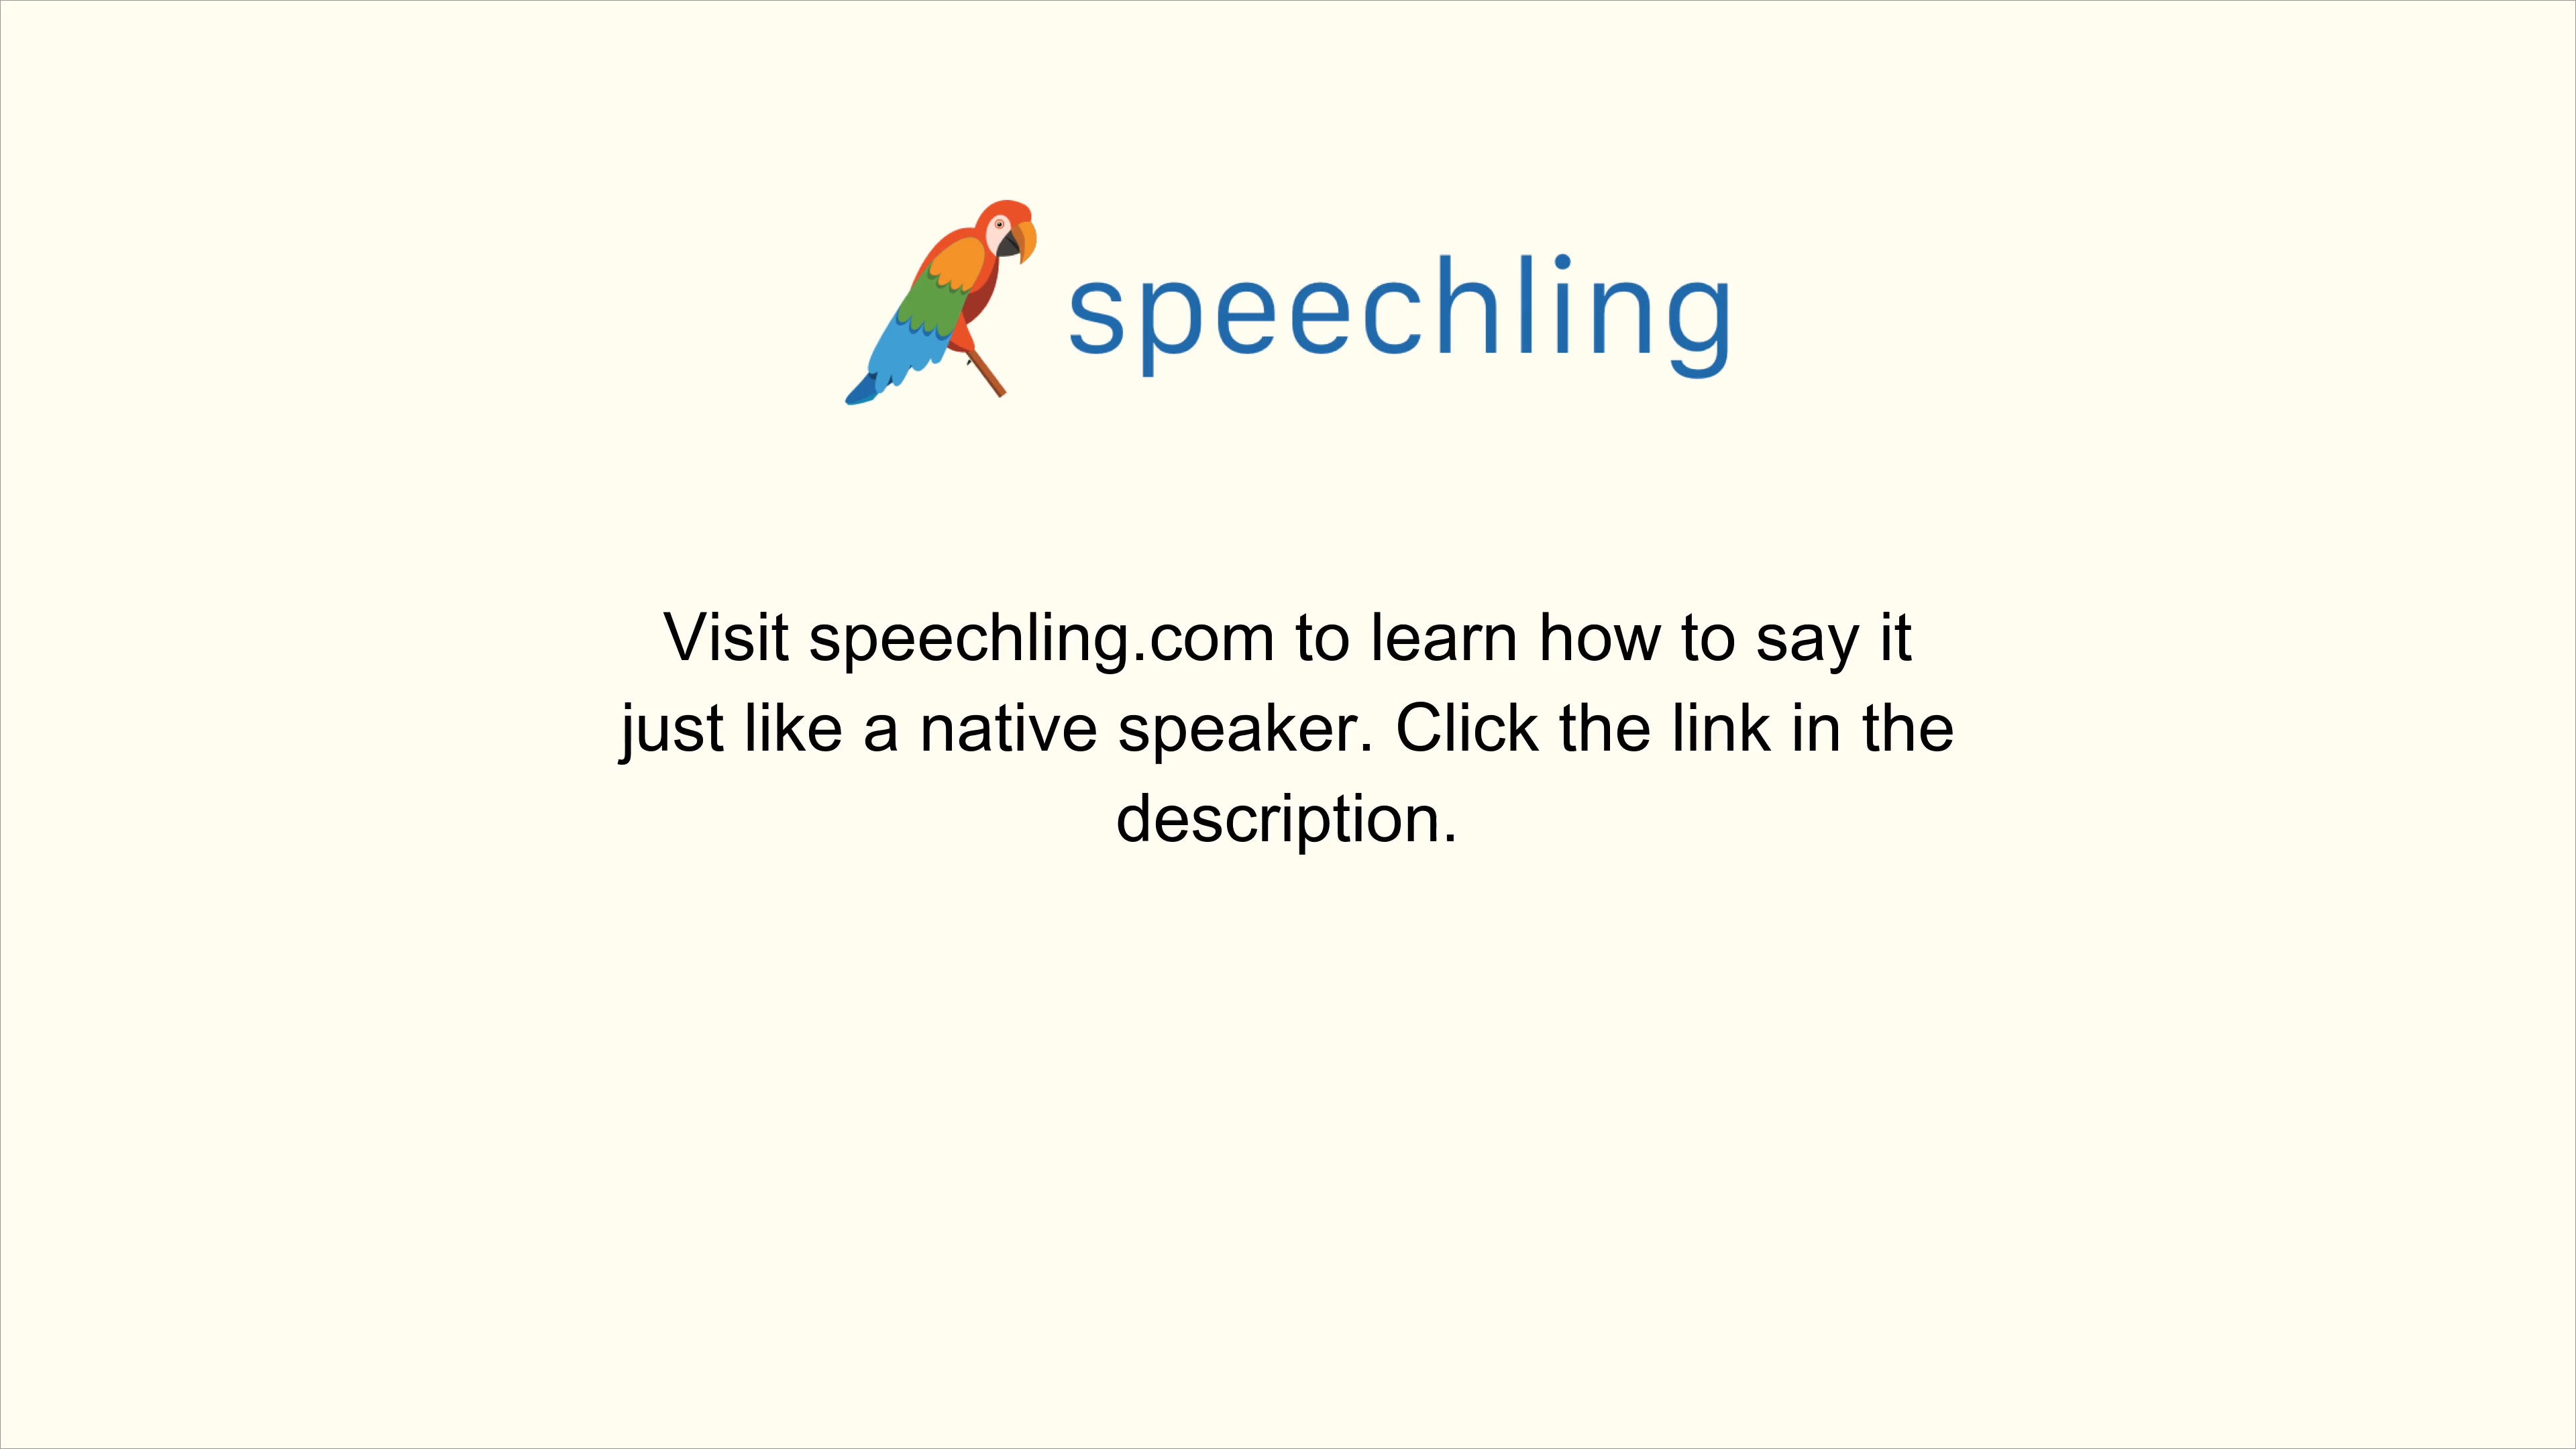 speechling
Visit speechling.com to learn how to say it
just like a native speaker. Click the link in the
description.